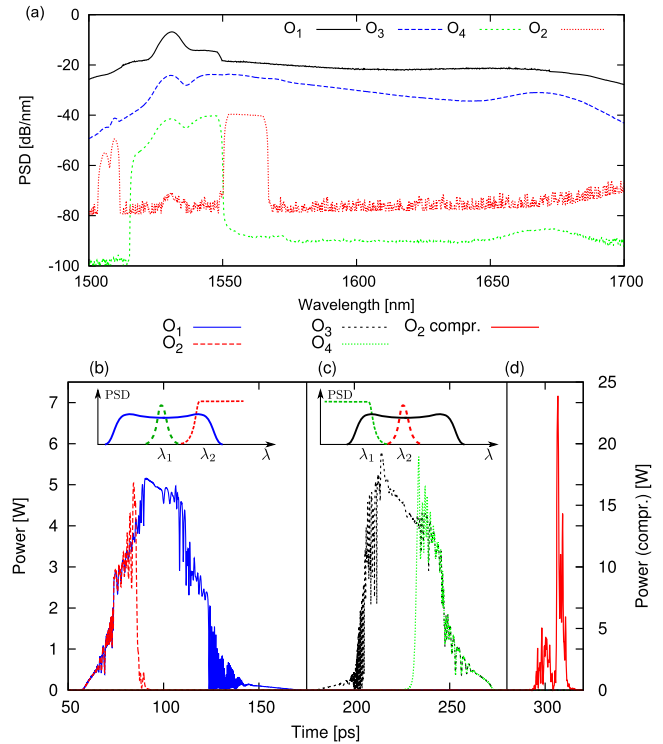 (a)
O1 O3 O4 O2
0
-20
-40
-60
-80
-100
PSD [dB/nm]
1500 1550 1600 1650 1700
Wavelength [nm]
O1 O3 O2 compr.
O2 O4
(b) (c) (d)
7
6
5
4
3
2
1
0
Power [W]
PSD
λ1 λ2 λ
PSD
λ1 λ2 λ
25
20
15
10
5
0
Power (compr.) [W]
50 100 150 200 250 300
Time [ps]